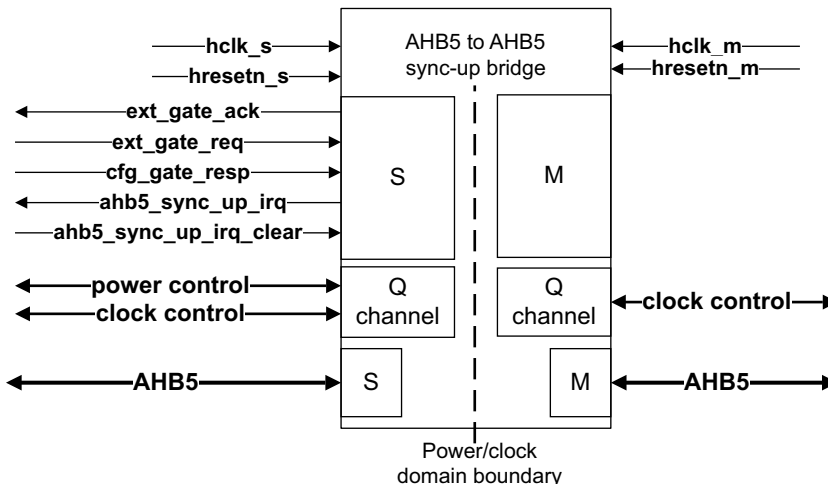 hclk_s
hresetn_s
ext_gate_ack
ext_gate_req
cfg_gate_resp
ahb5_sync_up_irq
ahb5_sync_up_irq_clear
power control
clock control
AHB5
AHB5 to AHB5
sync-up bridge
S
M
Q
channel
Q
channel
S
M
Power/clock
domain boundary
hclk_m
hresetn_m
clock control
AHB5